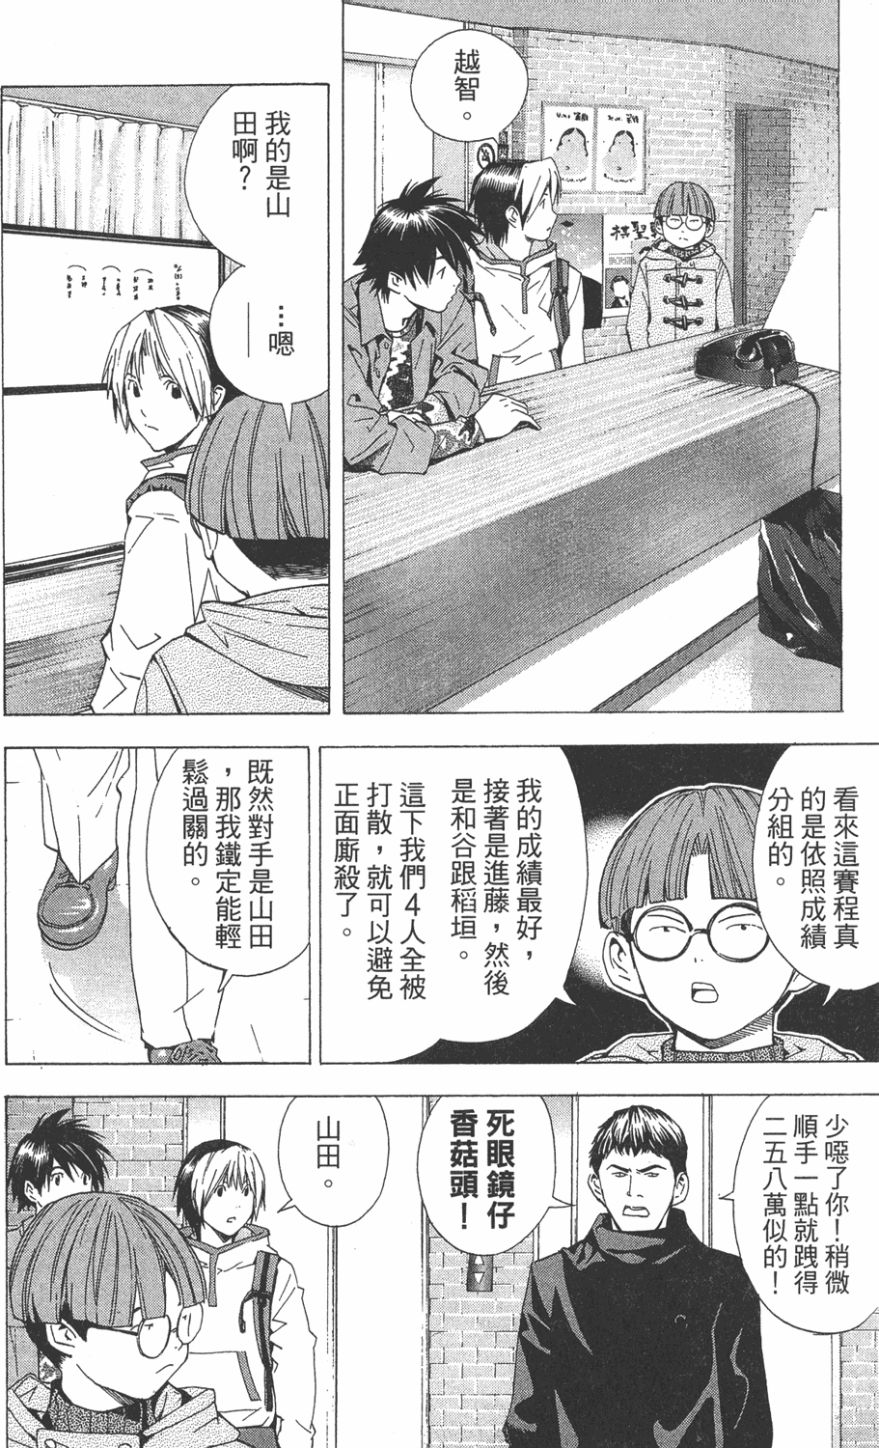 越智。
棋聖
我的是山
田啊？
…嗯
——
看來這賽程真
的是依照成績
分組的。
我的成績最好，
接著是進藤，然後
是和谷跟稻垣。
這下我們4人全被
打散，就可以避免
正面廝殺了。
既然對手是山田
，那我鐵定能輕
鬆過關的。
少噁了你！稍微
順手一點就跩得
二五八萬似的！
死眼鏡仔
香菇頭！
山田。